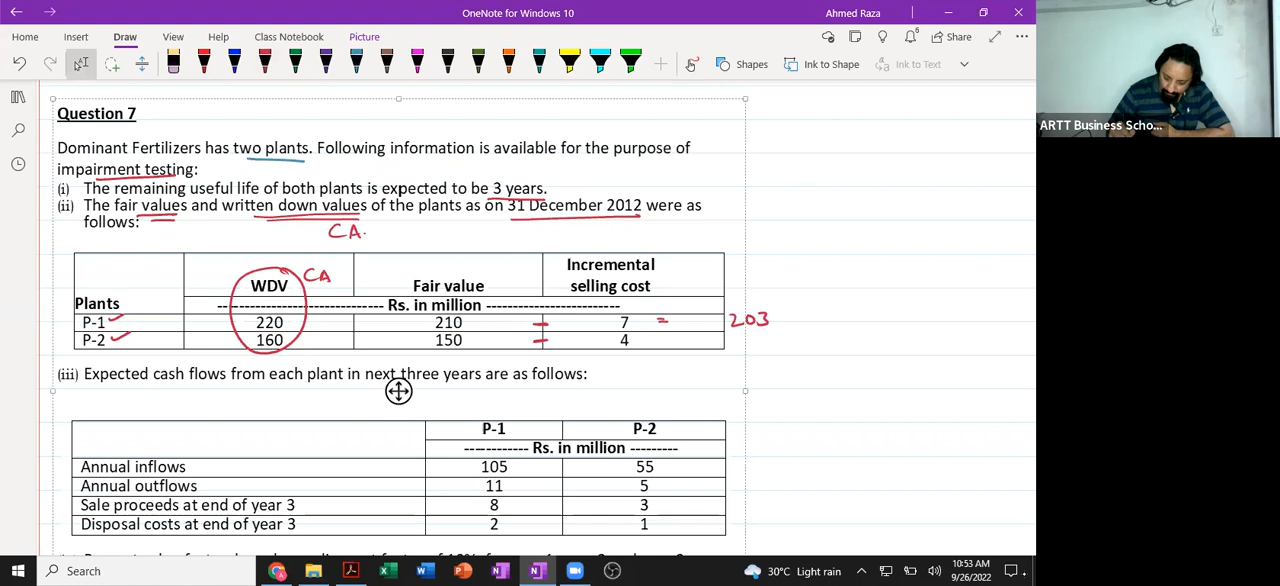 OneNote for Windows 10
Ahmed Raza
Home Insert Draw View Help Class Notebook Picture
6
Share
Shapes Ink to Shape Ink to Text
ARTT Business Scho...
Question 7
Dominant Fertilizers has two plants. Following information is available for the purpose of
impairment testing:
(i) The remaining useful life of both plants is expected to be 3 years.
(ii) The fair values and written down values of the plants as on 31 December 2012 were as
follows:
CA.
Plants WDV CA Fair value Incremental
selling cost
-------------------------------- Rs. in million ------------------------
P-1 220 210 - 7 = 203
P-2 160 150 - 4
(iii) Expected cash flows from each plant in next three years are as follows:
P-1 P-2
------------ Rs. in million ---------
Annual inflows 105 55
Annual outflows 11 5
Sale proceeds at end of year 3 8 3
Disposal costs at end of year 3 2 1
Search
30°C Light rain
10:53 AM
9/26/2022